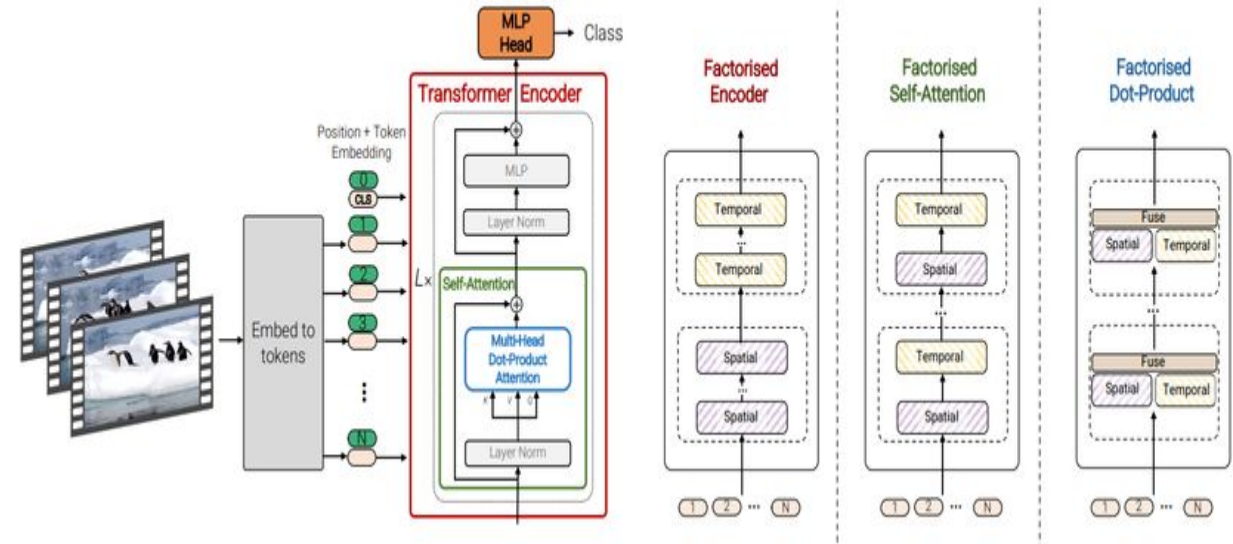 MLP
Head
Class
Transformer Encoder
Position + Token
Embedding
0
CLS
1
2
3
N
Embed to
tokens
L×
MLP
Layer Norm
Self-Attention
Multi-Head
Dot-Product
Attention
K V Q
Layer Norm
Factorised
Encoder
Temporal
...
Temporal
Spatial
...
Spatial
1 2 ... N
Factorised
Self-Attention
Temporal
Spatial
...
Temporal
Spatial
1 2 ... N
Factorised
Dot-Product
Fuse
Spatial Temporal
...
Fuse
Spatial Temporal
1 2 ... N